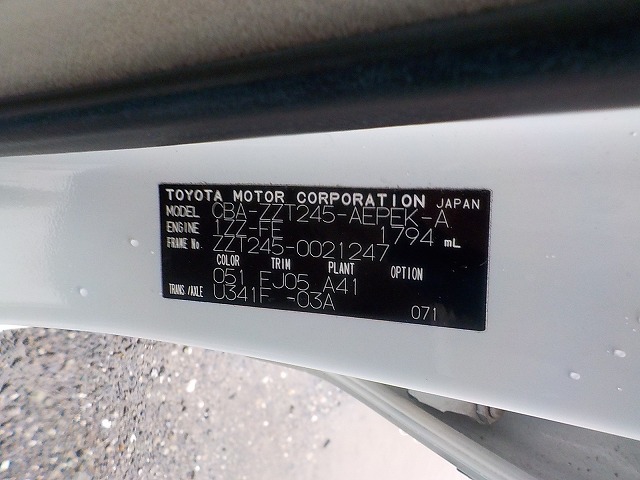 TOYOTA MOTOR CORPORATION JAPAN
MODEL CBA-ZZT245-AEPEK-A
ENGINE 1ZZ-FE 1794 mL
FRAME No. ZZT245-0021247
COLOR TRIM PLANT OPTION
051 FJ05 A41
TRANS/AXLE U341F -03A
071